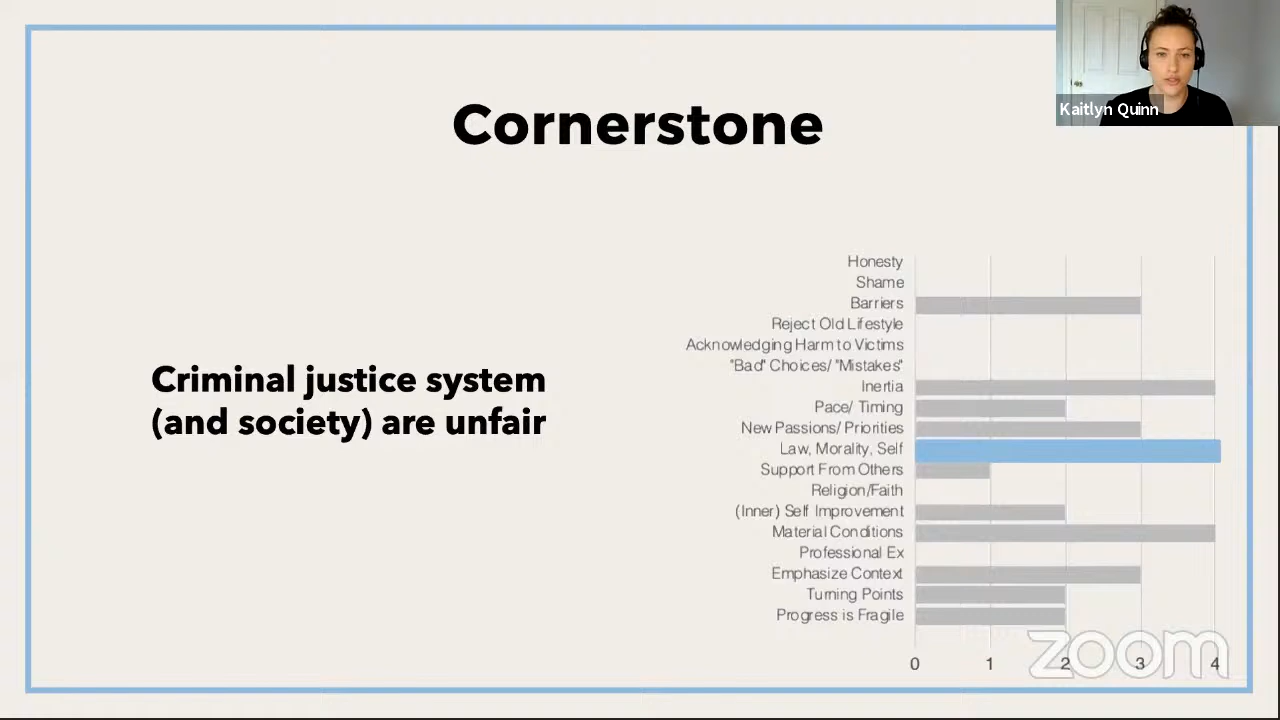 Kaitlyn Quinn
Cornerstone
Criminal justice system
(and society) are unfair
Honesty
Shame
Barriers
Reject Old Lifestyle
Acknowledging Harm to Victims
"Bad" Choices/ "Mistakes"
Inertia
Pace/ Timing
New Passions/ Priorities
Law, Morality, Self
Support From Others
Religion/Faith
(Inner) Self Improvement
Material Conditions
Professional Ex
Emphasize Context
Turning Points
Progress is Fragile
0 1 2 3 4
zoom